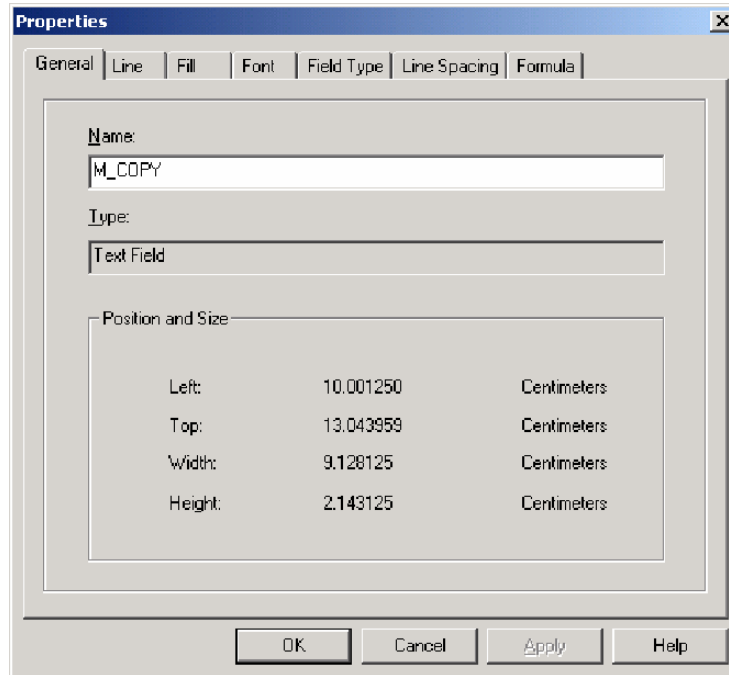 Properties
General Line Fill Font Field Type Line Spacing Formula
Name:
M_COPY
Type:
Text Field
Position and Size
Left: 10.001250 Centimeters
Top: 13.043959 Centimeters
Width: 9.128125 Centimeters
Height: 2.143125 Centimeters
OK Cancel Apply Help